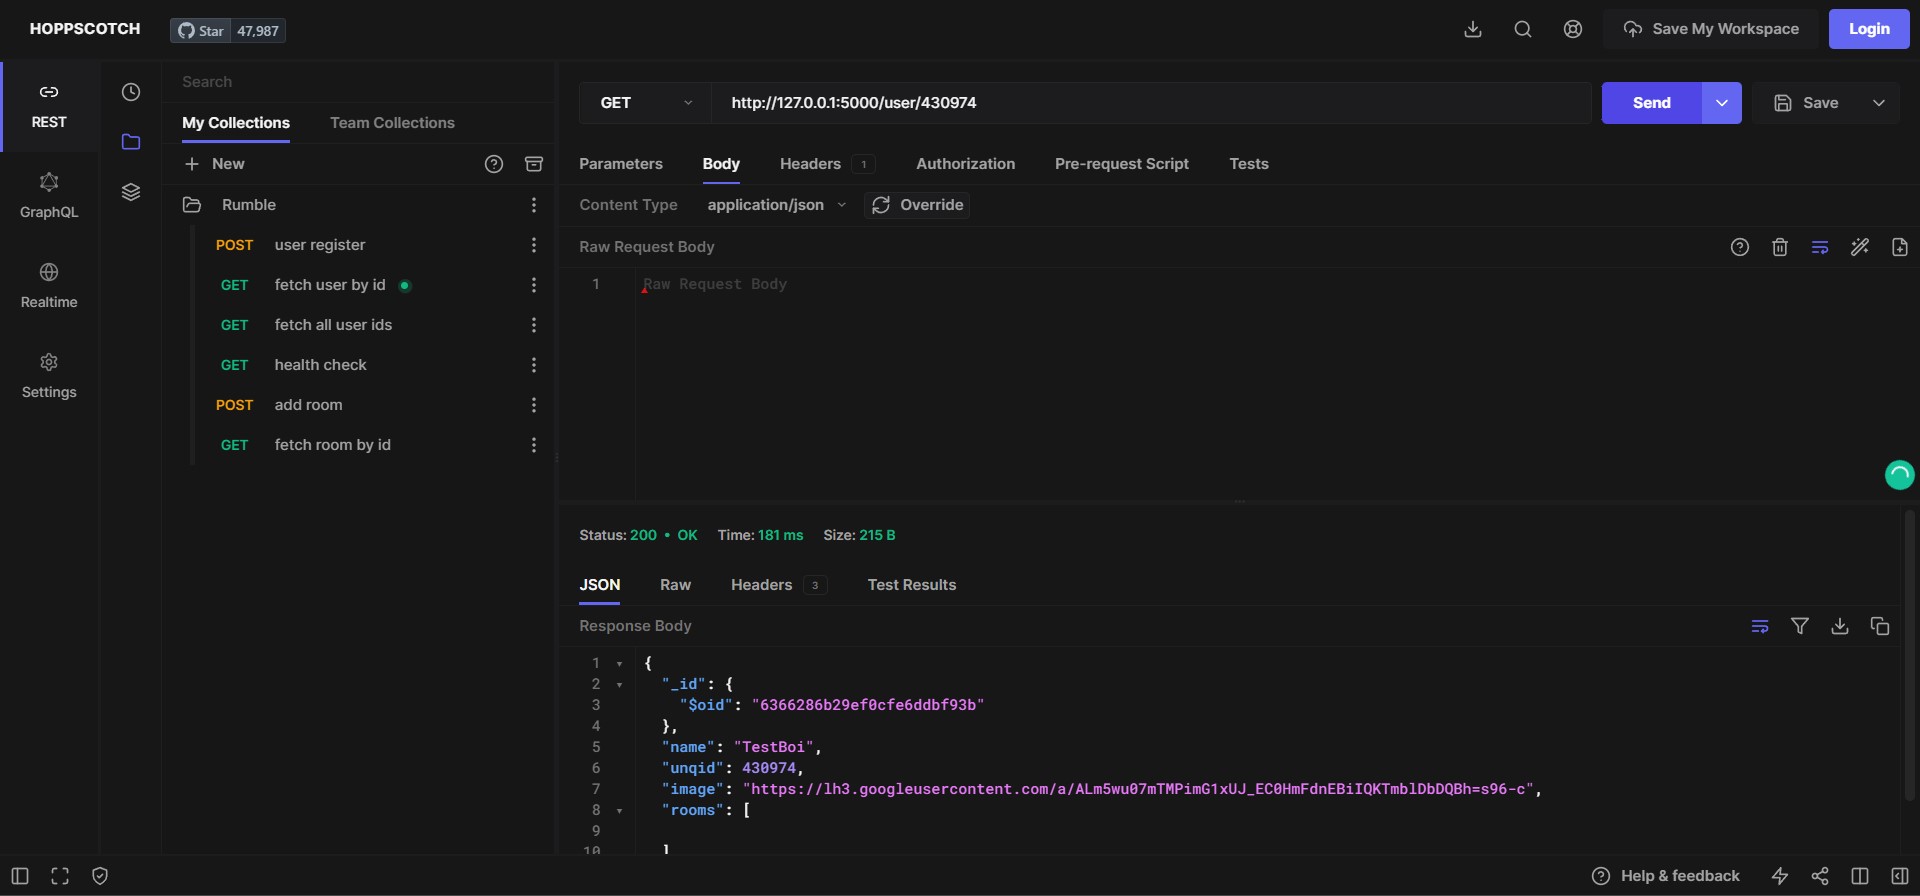 HOPPSCOTCH
Star 47,987
Save My Workspace
Login
REST
GraphQL
Realtime
Settings
Search
My Collections Team Collections
New
Rumble
POST user register
GET fetch user by id
GET fetch all user ids
GET health check
POST add room
GET fetch room by id
GET http://127.0.0.1:5000/user/430974
Send
Save
Parameters Body Headers 1 Authorization Pre-request Script Tests
Content Type application/json Override
Raw Request Body
1 Raw Request Body
Status: 200 • OK Time: 181 ms Size: 215 B
JSON Raw Headers 3 Test Results
Response Body
1 {
2 "_id": {
3 "$oid": "6366286b29ef0cfe6ddbf93b"
4 },
5 "name": "TestBoi",
6 "unqid": 430974,
7 "image": "https://lh3.googleusercontent.com/a/ALm5wu07mTMPimG1xUJ_EC0HmFdnEBiIQKTmblDbDQBh=s96-c",
8 "rooms": [
9
10 ]
Help & feedback